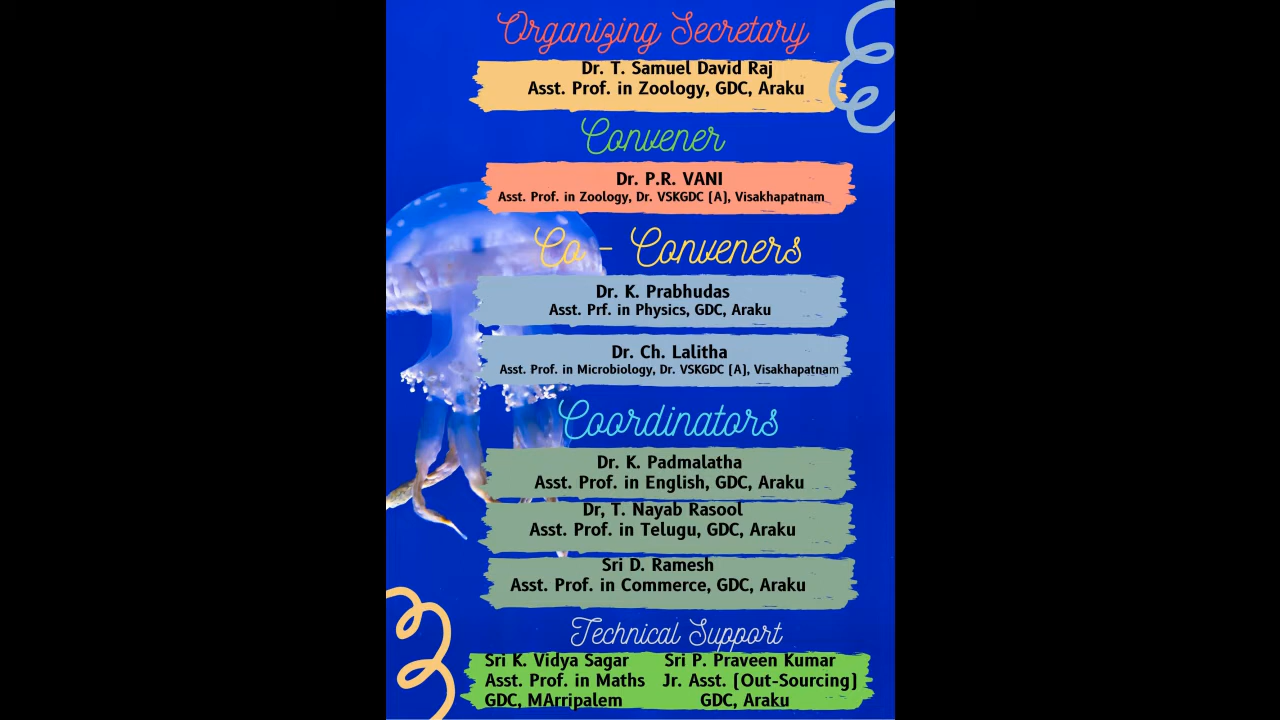 Organizing Secretary
Dr. T. Samuel David Raj
Asst. Prof. in Zoology, GDC, Araku
Convener
Dr. P.R. VANI
Asst. Prof. in Zoology, Dr. VSKGDC (A), Visakhapatnam
Co - Conveners
Dr. K. Prabhudas
Asst. Prf. in Physics, GDC, Araku
Dr. Ch. Lalitha
Asst. Prof. in Microbiology, Dr. VSKGDC (A), Visakhapatnam
Coordinators
Dr. K. Padmalatha
Asst. Prof. in English, GDC, Araku
Dr, T. Nayab Rasool
Asst. Prof. in Telugu, GDC, Araku
Sri D. Ramesh
Asst. Prof. in Commerce, GDC, Araku
Technical Support
Sri K. Vidya Sagar
Asst. Prof. in Maths
GDC, MArripalem
Sri P. Praveen Kumar
Jr. Asst. (Out-Sourcing)
GDC, Araku